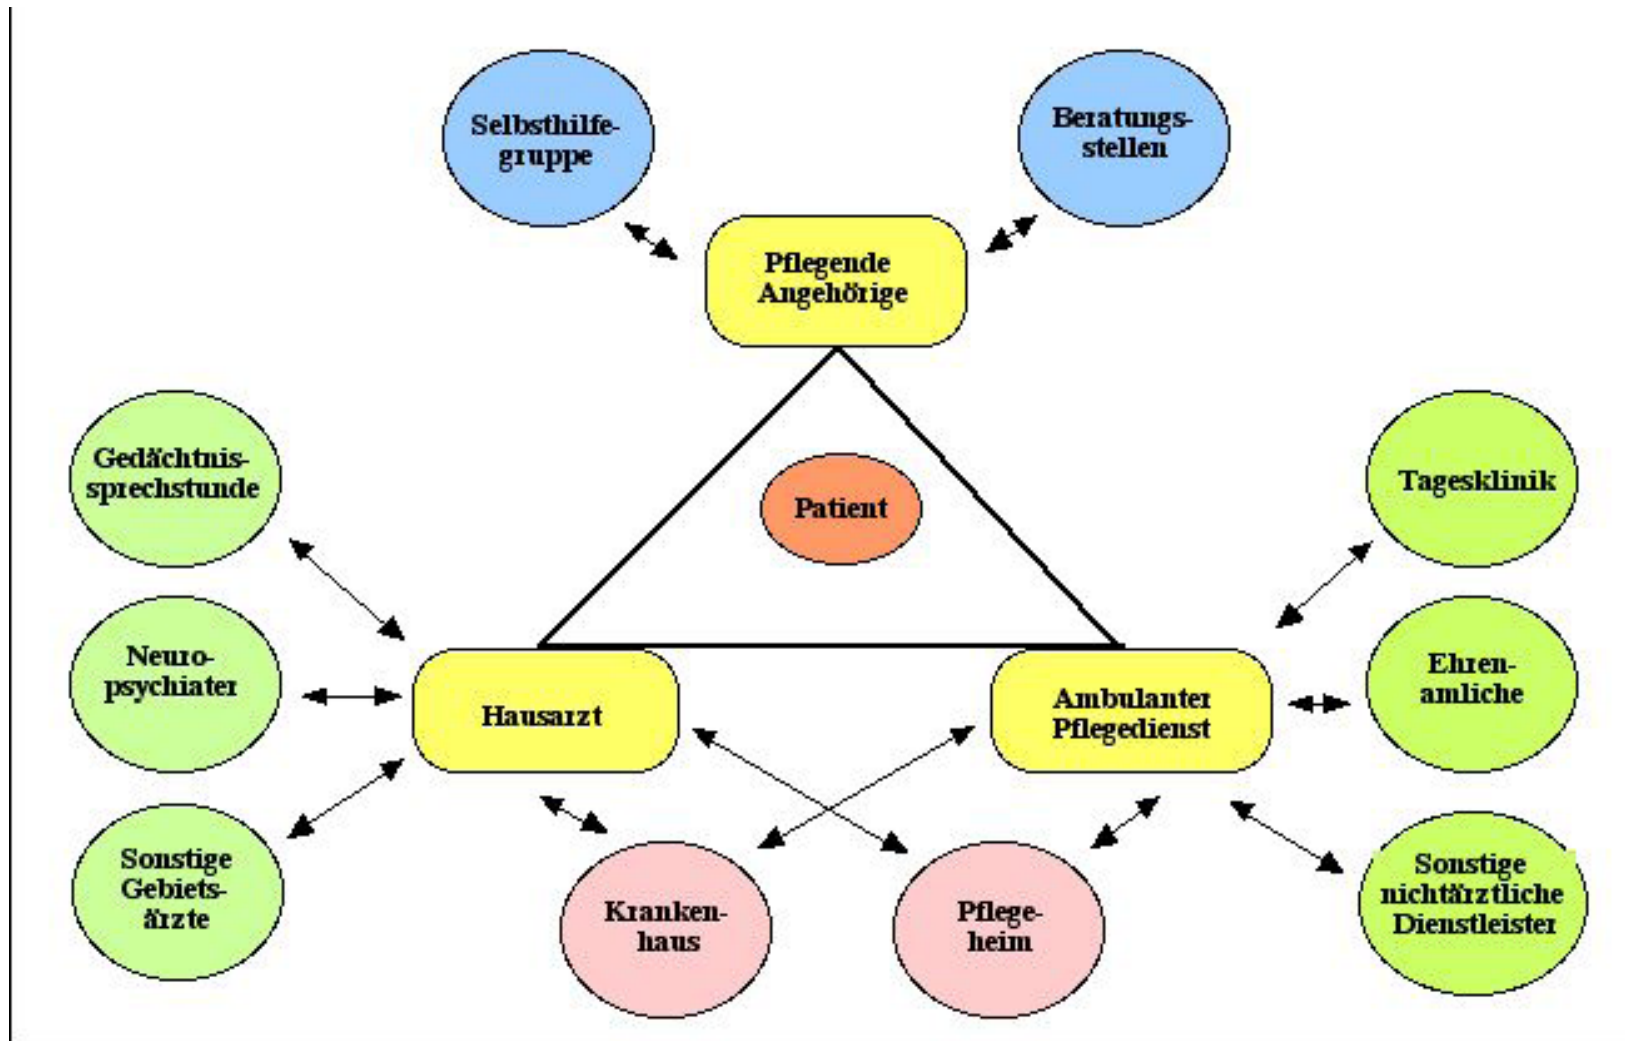 Selbsthilfe-
gruppe
Beratungs-
stellen
Pflegende
Angehörige
Gedächtnis-
sprechstunde
Patient
Tagesklinik
Neuro-
psychiater
Hausarzt
Ambulanter
Pflegedienst
Ehren-
amliche
Sonstige
Gebiets-
ärzte
Kranken-
haus
Pflege-
heim
Sonstige
nichtärztliche
Dienstleister